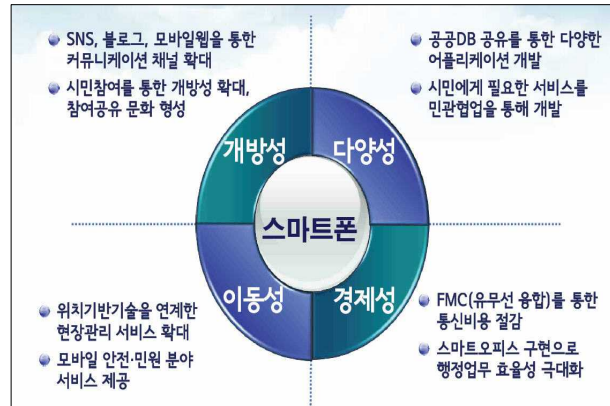 SNS, 블로그, 모바일웹을 통한
커뮤니케이션 채널 확대
시민참여를 통한 개방성 확대,
참여공유 문화 형성
공공DB 공유를 통한 다양한
어플리케이션 개발
시민에게 필요한 서비스를
민관협업을 통해 개발
개방성
다양성
스마트폰
이동성
경제성
위치기반기술을 연계한
현장관리 서비스 확대
모바일 안전·민원 분야
서비스 제공
FMC(유무선 융합)를 통한
통신비용 절감
스마트오피스 구현으로
행정업무 효율성 극대화